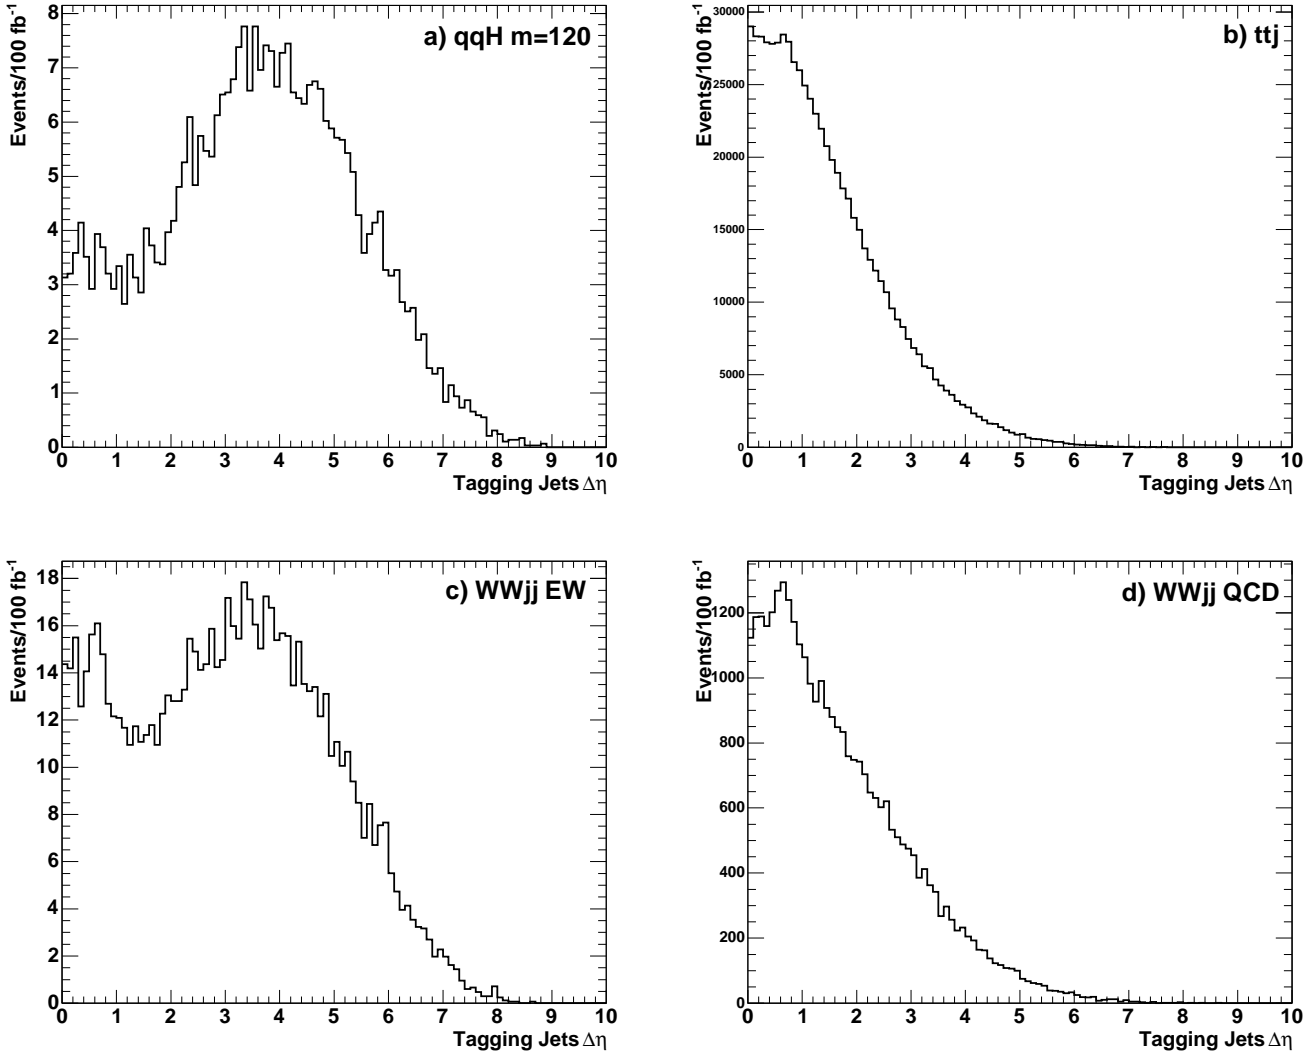 a) qqH m=120
Events/100 fb-1
8
7
6
5
4
3
2
1
0
0 1 2 3 4 5 6 7 8 9 10
Tagging Jets Δη
b) ttj
Events/100 fb-1
30000
25000
20000
15000
10000
5000
0
0 1 2 3 4 5 6 7 8 9 10
Tagging Jets Δη
c) WWjj EW
Events/100 fb-1
18
16
14
12
10
8
6
4
2
0
0 1 2 3 4 5 6 7 8 9 10
Tagging Jets Δη
d) WWjj QCD
Events/100 fb-1
1200
1000
800
600
400
200
0
0 1 2 3 4 5 6 7 8 9 10
Tagging Jets Δη